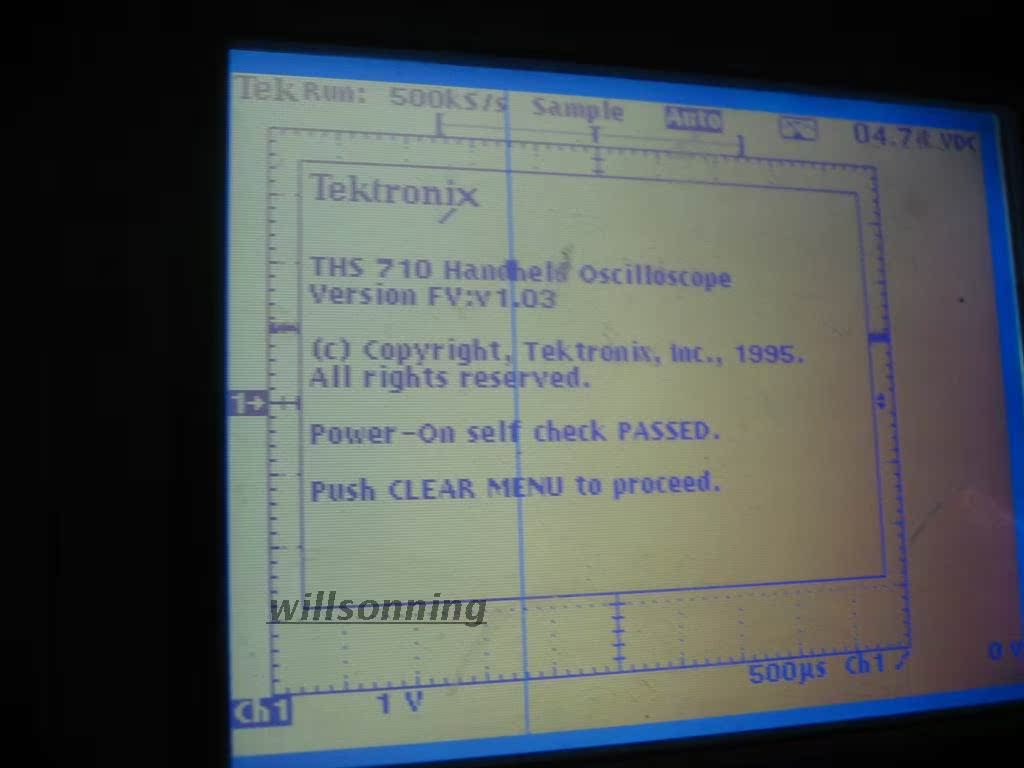 Tek Run: 500kS/s Sample Auto
Tektronix
THS 710 Handheld Oscilloscope
Version FV:v1.03
(c) Copyright, Tektronix, Inc., 1995.
All rights reserved.
1→
Power-On self check PASSED.
Push CLEAR MENU to proceed.
willsonning
500µs Ch1
0 V
Ch1 1 V